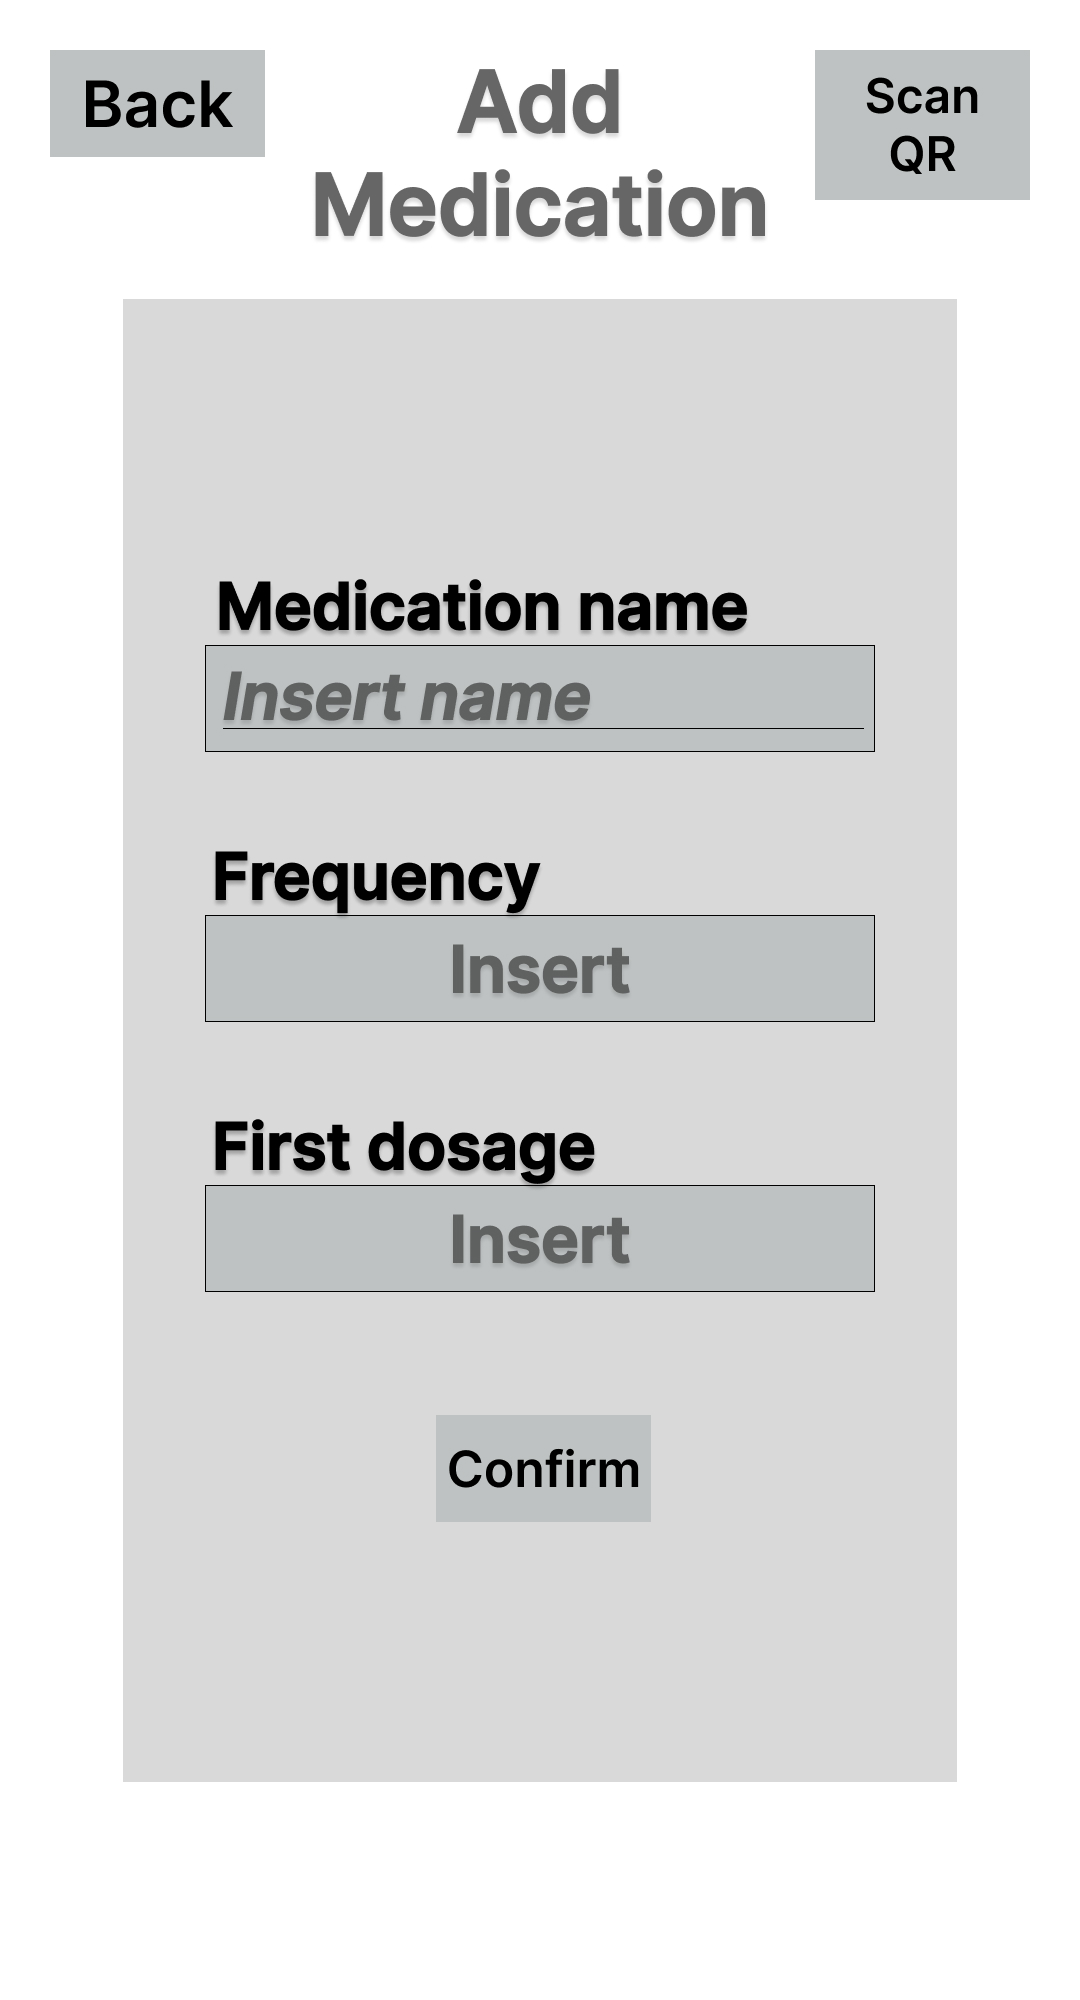 Back
Add
Medication
Scan
QR
Medication name
Insert name
Frequency
Insert
First dosage
Insert
Confirm